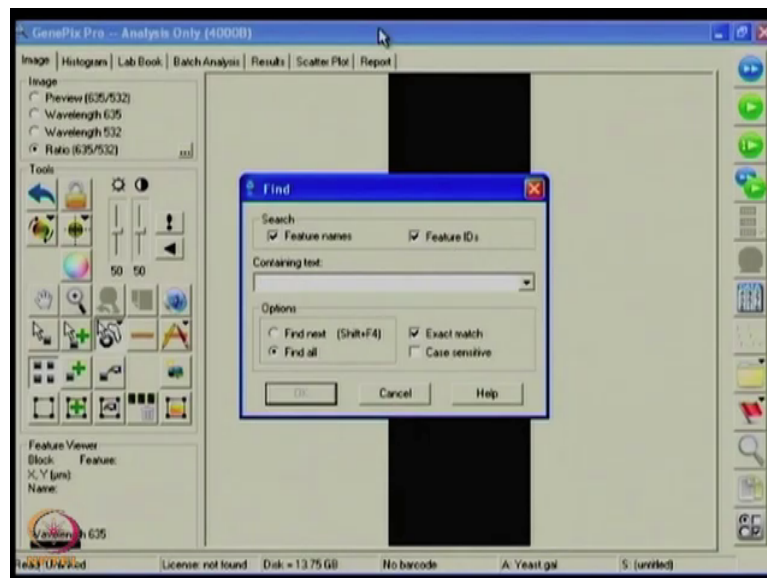 GenePix Pro -- Analysis Only (4000B)
Image Histogram Lab Book Batch Analysis Results Scatter Plot Report
Image
Preview (635/532)
Wavelength 635
Wavelength 532
Ratio (635/532)
...
Tools
50 50
Feature Viewer
Block: Feature:
X, Y (µm)
Name:
Wavelength 635
Find
Search
Feature names
Feature IDs
Containing text:
Options
Find next (Shift+F4)
Find all
Exact match
Case sensitive
OK Cancel Help
License: not found Disk = 13.75 GB No barcode A: Yeast.gal S: (untitled)